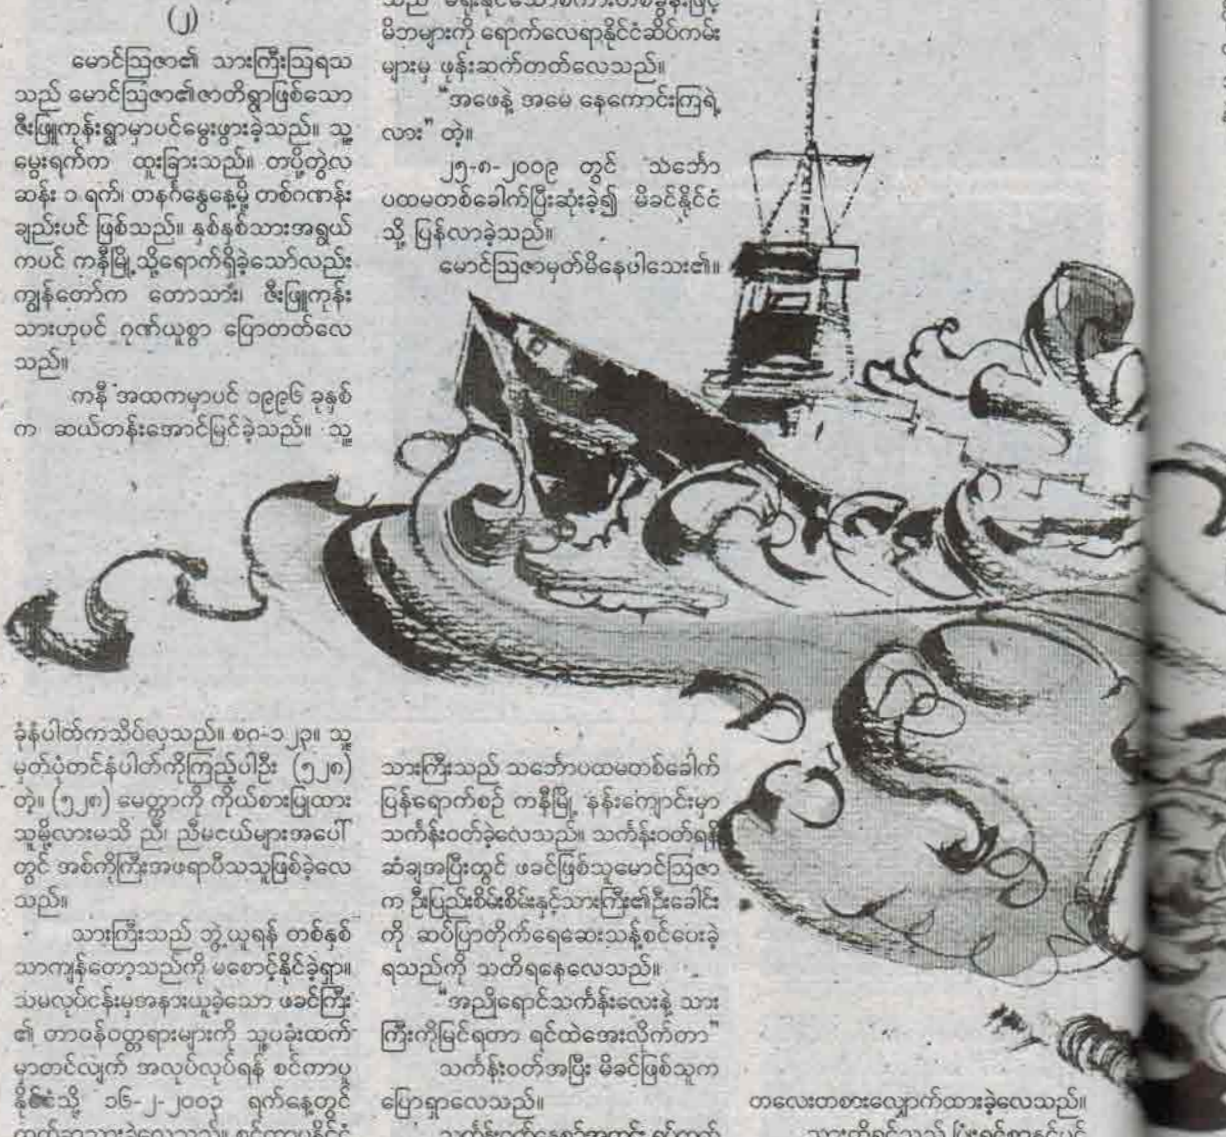 (၂)
မောင်သြဇာ၏ သားကြီးသြရသ
သည် မောင်သြဇာ၏ဇာတိရွာဖြစ်သော
ဇီးဖြူကုန်းရွာမှာပင်မွေးဖွားခဲ့သည်။ သူ့
မွေးရက်က ထူးခြားသည်။ တပို့တွဲလ
ဆန်း ၁ ရက်၊ တနင်္ဂနွေနေ့မို့ တစ်ဂဏန်း
ချည်းပင် ဖြစ်သည်။ နှစ်နှစ်သားအရွယ်
ကပင် ကနီမြို့သို့ရောက်ရှိခဲ့သော်လည်း
ကျွန်တော်က တောသား၊ ဇီးဖြူကုန်း
သားဟုပင် ဂုဏ်ယူစွာ ပြောတတ်လေ
သည်။
ကနီ အထကမှာပင် ၁၉၉၆ ခုနှစ်
က ဆယ်တန်းအောင်မြင်ခဲ့သည်။ သူ့
ခုံနံပါတ်ကသိပ်လှသည်။ စဂ-၁၂၃။ သူ့
မှတ်ပုံတင်နံပါတ်ကိုကြည့်ပါဦး (၅၂၈)
တဲ့။ (၅၂၈) မေတ္တာကို ကိုယ်စားပြုထား
သူမို့လားမသိ ညီ၊ ညီမငယ်များအပေါ်
တွင် အစ်ကိုကြီးအဖရာပီသသူဖြစ်ခဲ့လေ
သည်။
သားကြီးသည် ဘွဲ့ယူရန် တစ်နှစ်
သာကျန်တော့သည်ကို မစောင့်နိုင်ခဲ့ရှာ။
သမလုပ်ငန်းမှအနားယူခဲ့သော ဖခင်ကြီး
၏ တာဝန်ဝတ္တရားများကို သူ့ပခုံးထက်
မှာတင်လျက် အလုပ်လုပ်ရန် စင်ကာပူ
နိုင်ငံသို့ ၁၆-၂-၂၀၀၃ ရက်နေ့တွင်
မိဘများကို ရောက်လေရာနိုင်ငံဆိပ်ကမ်း
များမှ ဖုန်းဆက်တတ်လေသည်။
“အဖေနဲ့ အမေ နေကောင်းကြရဲ့
လား” တဲ့။
၂၅-၈-၂၀၀၉ တွင် သင်္ဘော
ပထမတစ်ခေါက်ပြီးဆုံးခဲ့၍ မိခင်နိုင်ငံ
သို့ ပြန်လာခဲ့သည်။
မောင်သြဇာမှတ်မိနေပါသေး၏။
သားကြီးသည် သင်္ဘောပထမတစ်ခေါက်
ပြန်ရောက်စဉ် ကနီမြို့ နန်းကျောင်းမှာ
သင်္ကန်းဝတ်ခဲ့လေသည်။ သင်္ကန်းဝတ်ရန်
ဆံချအပြီးတွင် ဖခင်ဖြစ်သူမောင်သြဇာ
က ဦးပြည်းစိမ်းစိမ်းနှင့်သားကြီး၏ဦးခေါင်း
ကို ဆပ်ပြာတိုက်ရေဆေးသန့်စင်ပေးခဲ့
ရသည်ကို သတိရနေလေသည်။
“အညိုရောင်သင်္ကန်းလေးနဲ့ သား
ကြီးကိုမြင်ရတာ ရင်ထဲအေးလိုက်တာ”
သင်္ကန်းဝတ်အပြီး မိခင်ဖြစ်သူက
ပြောရှာလေသည်။
တလေးတစားလျှောက်ထားခဲ့လေသည်။